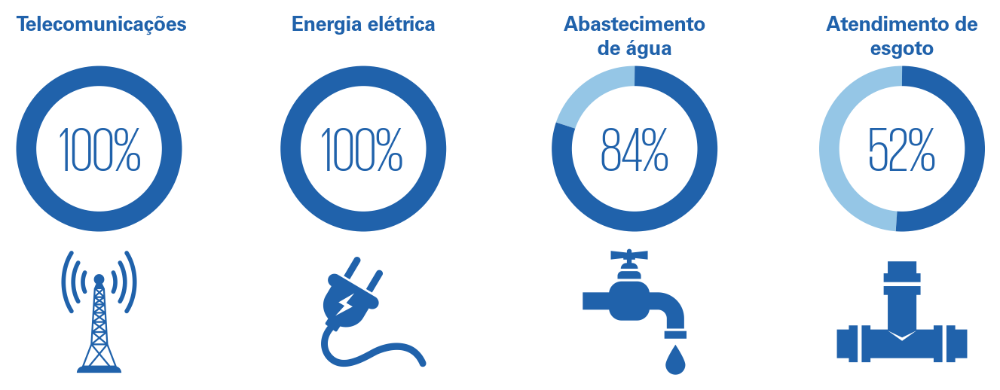 Telecomunicações
100%
Energia elétrica
100%
Abastecimento
de água
84%
Atendimento de
esgoto
52%